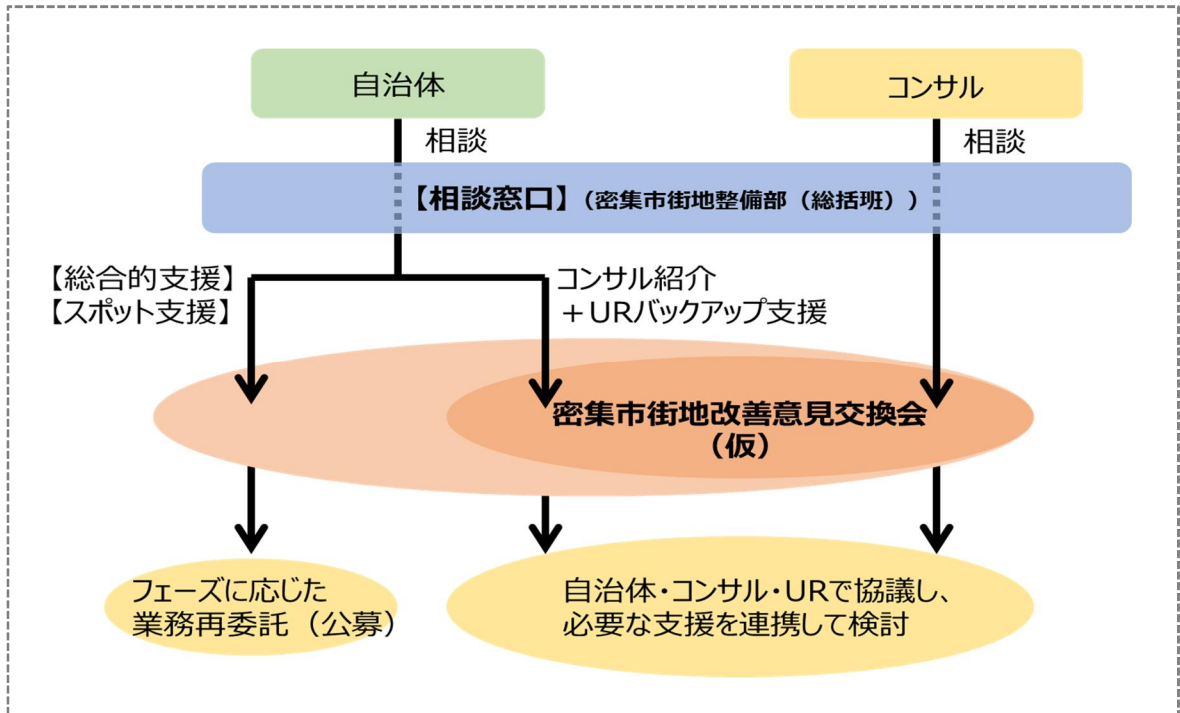 自治体
コンサル
相談
相談
【相談窓口】（密集市街地整備部（総括班））
【総合的支援】
【スポット支援】
コンサル紹介
＋URバックアップ支援
密集市街地改善意見交換会
（仮）
フェーズに応じた
業務再委託（公募）
自治体・コンサル・URで協議し、
必要な支援を連携して検討